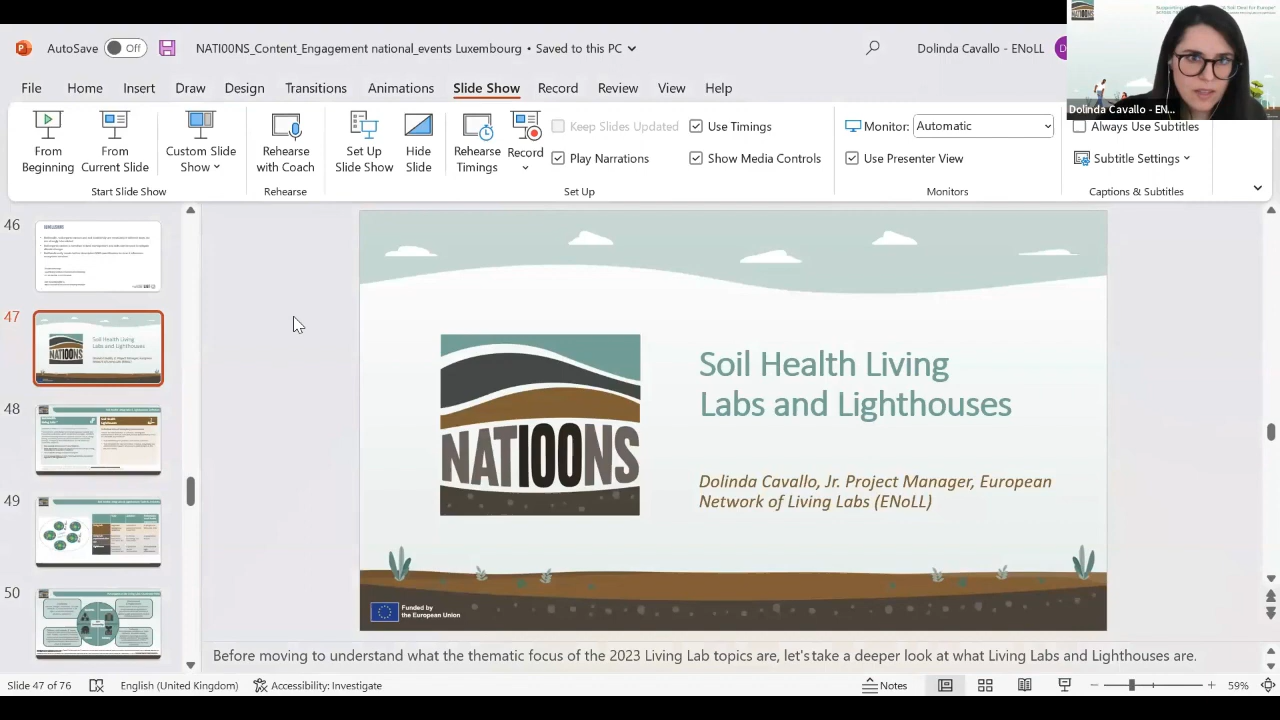 AutoSave Off NATI00NS_Content_Engagement national_events Luxembourg • Saved to this PC
Dolinda Cavallo - ENoLL
Dolinda Cavallo - EN...
File Home Insert Draw Design Transitions Animations Slide Show Record Review View Help
From Beginning
From Current Slide
Custom Slide Show
Rehearse with Coach
Set Up Slide Show
Hide Slide
Rehearse Timings
Record
Keep Slides Updated
Play Narrations
Use Timings
Show Media Controls
Monitor: Automatic
Use Presenter View
Always Use Subtitles
Subtitle Settings
Start Slide Show
Rehearse
Set Up
Monitors
Captions & Subtitles
46
47
48
49
50
NATI00NS
Soil Health Living
Labs and Lighthouses
Dolinda Cavallo, Jr. Project Manager, European
Network of Living Labs (ENoLL)
Funded by
the European Union
Before moving to understand what the thematic focus of the 2023 Living Lab topics are, let's take a deeper look at what Living Labs and Lighthouses are.
Slide 47 of 76 English (United Kingdom) Accessibility: Investigate Notes 59%